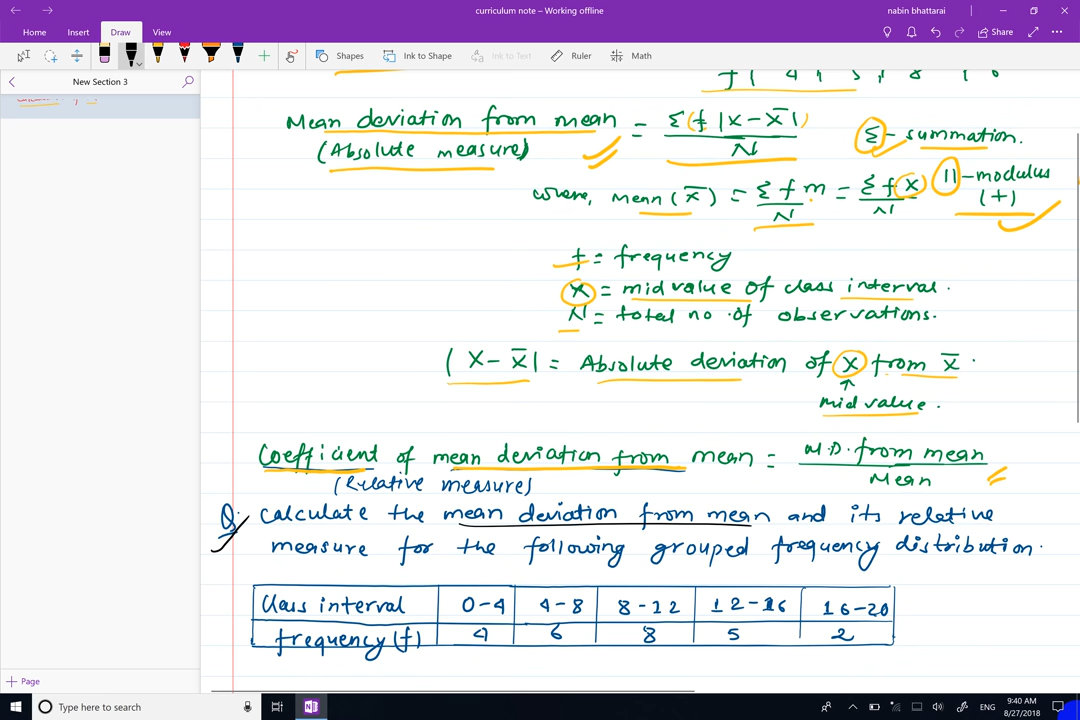 curriculum note – Working offline
nabin bhattarai
Home Insert Draw View
Share
Shapes Ink to Shape Ink to Text Ruler Math
New Section 3
f | 4 | 5 | 8 | 6
Mean deviation from mean = Σ f |x - x̄| / N
(Absolute measure)
Σ - summation.
where, mean (x̄) = Σ f m / N = Σ f x / N
|| - modulus (+)
f = frequency
x = mid value of class interval.
N = total no. of observations.
|x - x̄| = Absolute deviation of x from x̄.
↑
mid value.
Coefficient of mean deviation from mean = M.D. from mean / Mean
(Relative measure)
Q. Calculate the mean deviation from mean and its relative
measure for the following grouped frequency distribution.
Class interval 0-4 4-8 8-12 12-16 16-20
frequency (f) 4 6 8 5 2
+ Page
Type here to search
ENG
9:40 AM
8/27/2018